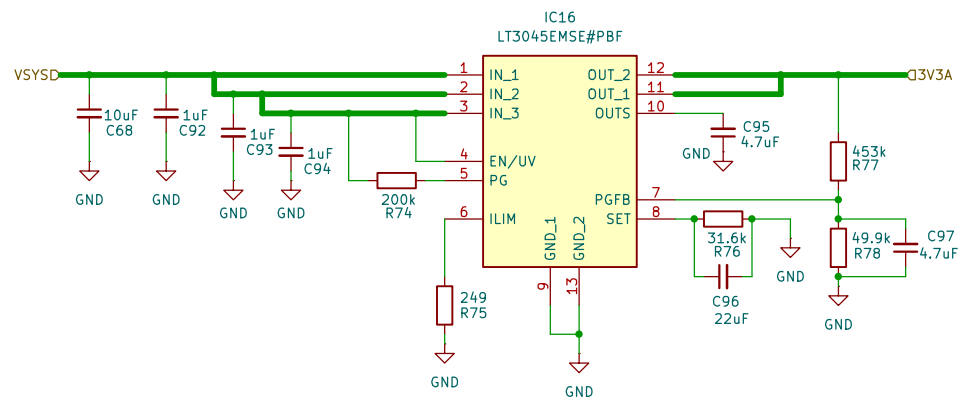 IC16
LT3045EMSE#PBF
VSYS
1
IN_1
OUT_2
12
3V3A
2
IN_2
OUT_1
11
3
IN_3
OUTS
10
10uF
C68
1uF
C92
1uF
C93
1uF
C94
C95
4.7uF
GND
4
EN/UV
5
PG
453k
R77
GND
GND
GND
GND
200k
R74
PGFB
7
6
ILIM
SET
8
GND_1
GND_2
31.6k
R76
49.9k
R78
C97
4.7uF
GND
9
13
249
R75
C96
22uF
GND
GND
GND